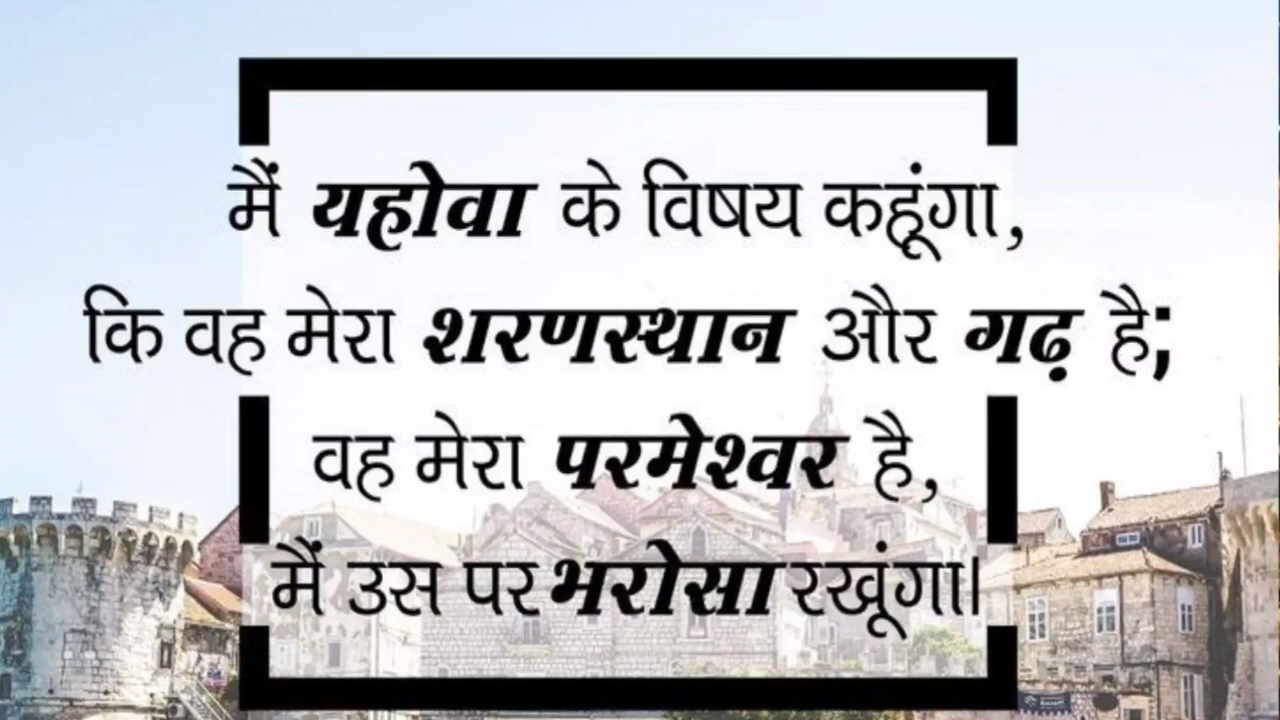 मैं यहोवा के विषय कहूंगा,
कि वह मेरा शरणस्थान और गढ़ है;
वह मेरा परमेश्वर है,
मैं उस पर भरोसा रखूंगा।